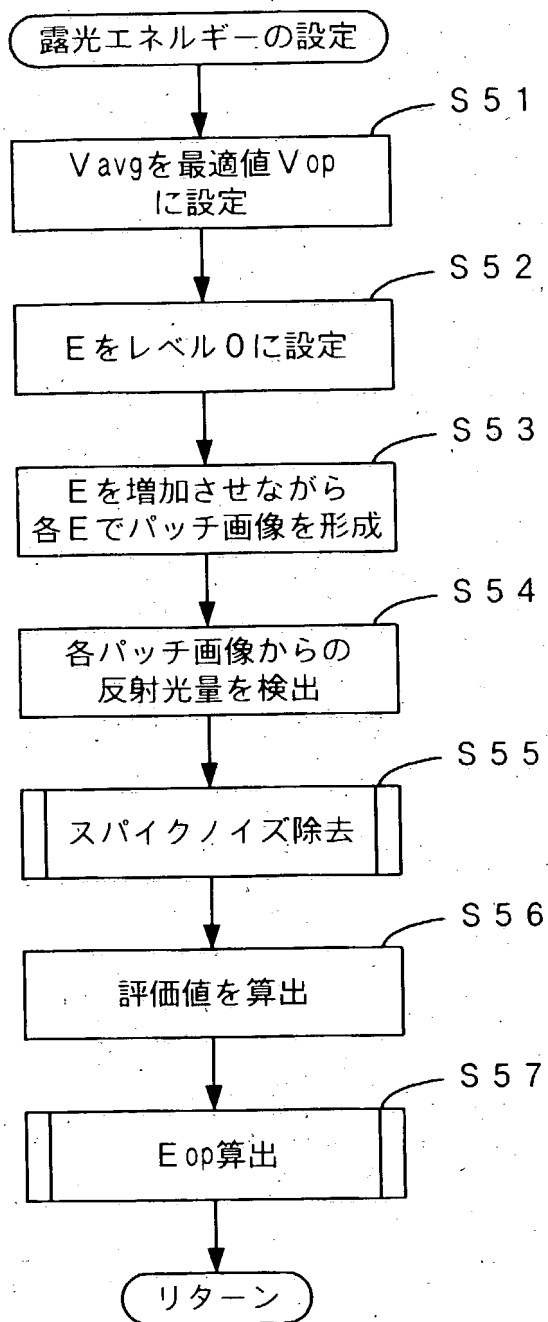 露光エネルギーの設定
S51
Vavgを最適値Vop
に設定
S52
Eをレベル0に設定
S53
Eを増加させながら
各Eでパッチ画像を形成
S54
各パッチ画像からの
反射光量を検出
S55
スパイクノイズ除去
S56
評価値を算出
S57
Eop算出
リターン